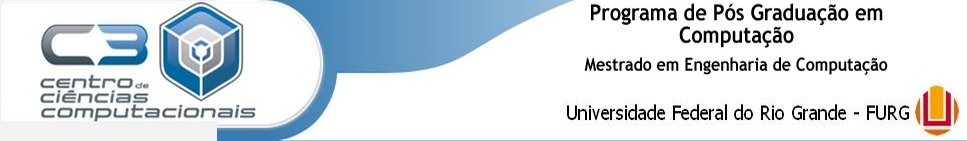 C3
centro de
ciências
computacionais
Programa de Pós Graduação em
Computação
Mestrado em Engenharia de Computação
Universidade Federal do Rio Grande - FURG